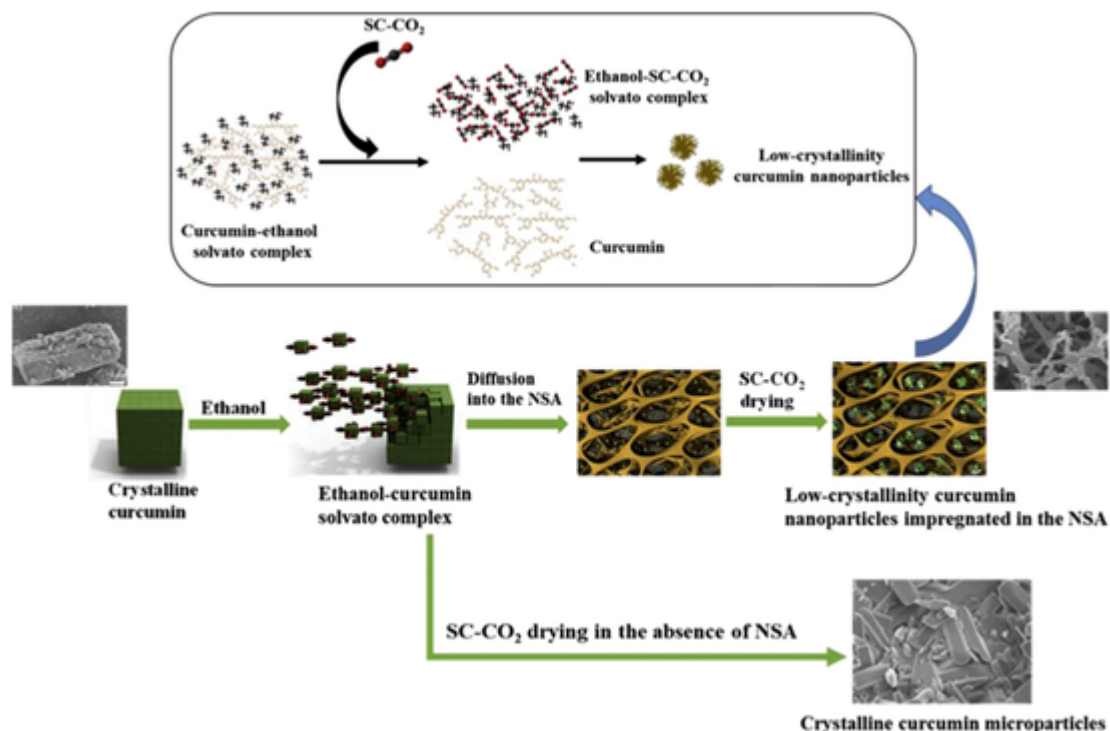 SC-CO₂
Ethanol-SC-CO₂
solvato complex
Low-crystallinity
curcumin nanoparticles
Curcumin-ethanol
solvato complex
Curcumin
Ethanol
Diffusion
into the NSA
SC-CO₂
drying
Crystalline
curcumin
Ethanol-curcumin
solvato complex
Low-crystallinity curcumin
nanoparticles impregnated in the NSA
SC-CO₂ drying in the absence of NSA
Crystalline curcumin microparticles